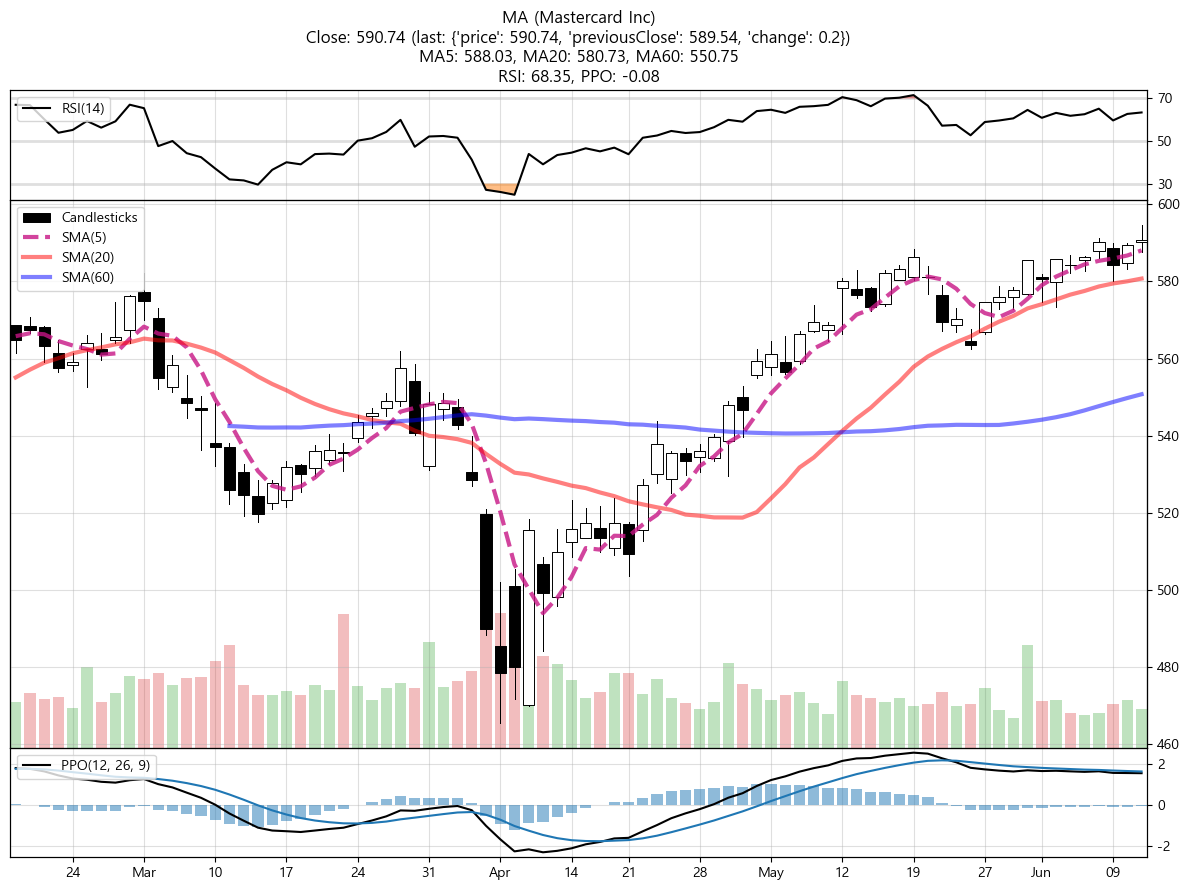 MA (Mastercard Inc)
Close: 590.74 (last: {'price': 590.74, 'previousClose': 589.54, 'change': 0.2})
MA5: 588.03, MA20: 580.73, MA60: 550.75
RSI: 68.35, PPO: -0.08
RSI(14)
70
50
30
Candlesticks
SMA(5)
SMA(20)
SMA(60)
600
580
560
540
520
500
480
460
PPO(12, 26, 9)
2
0
-2
24 Mar 10 17 24 31 Apr 14 21 28 May 12 19 27 Jun 09